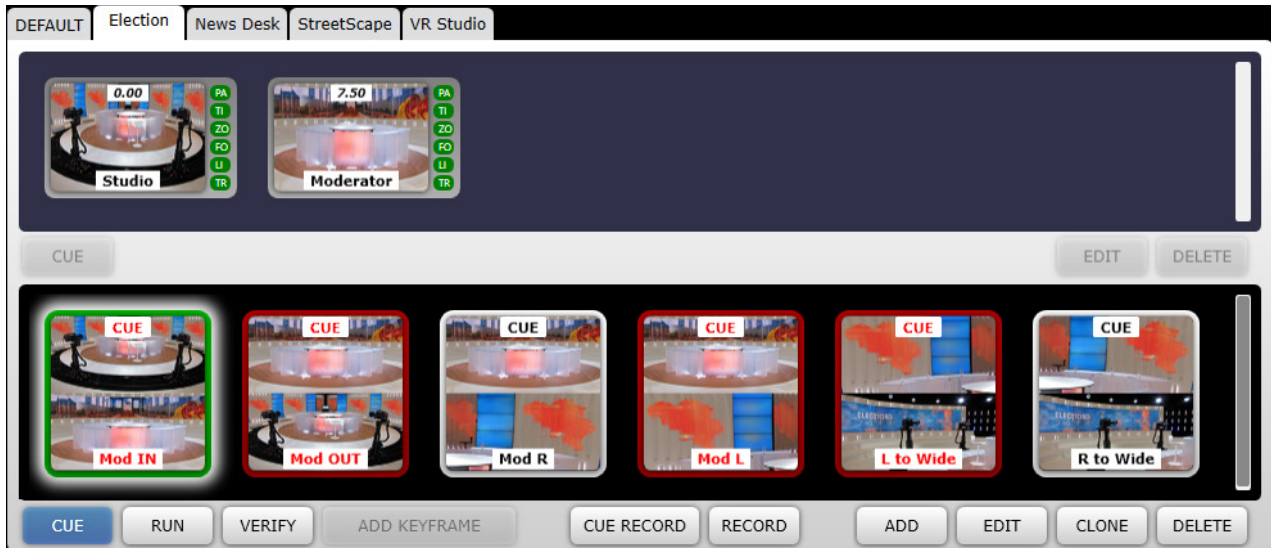 DEFAULT Election News Desk StreetScape VR Studio
0.00 PA TI ZO FO LI TR Studio
7.50 PA TI ZO FO LI TR Moderator
CUE EDIT DELETE
CUE CUE CUE CUE CUE CUE
ELECTIONS ELECTIONS
Mod IN Mod OUT Mod R Mod L L to Wide R to Wide
CUE RUN VERIFY ADD KEYFRAME CUE RECORD RECORD ADD EDIT CLONE DELETE